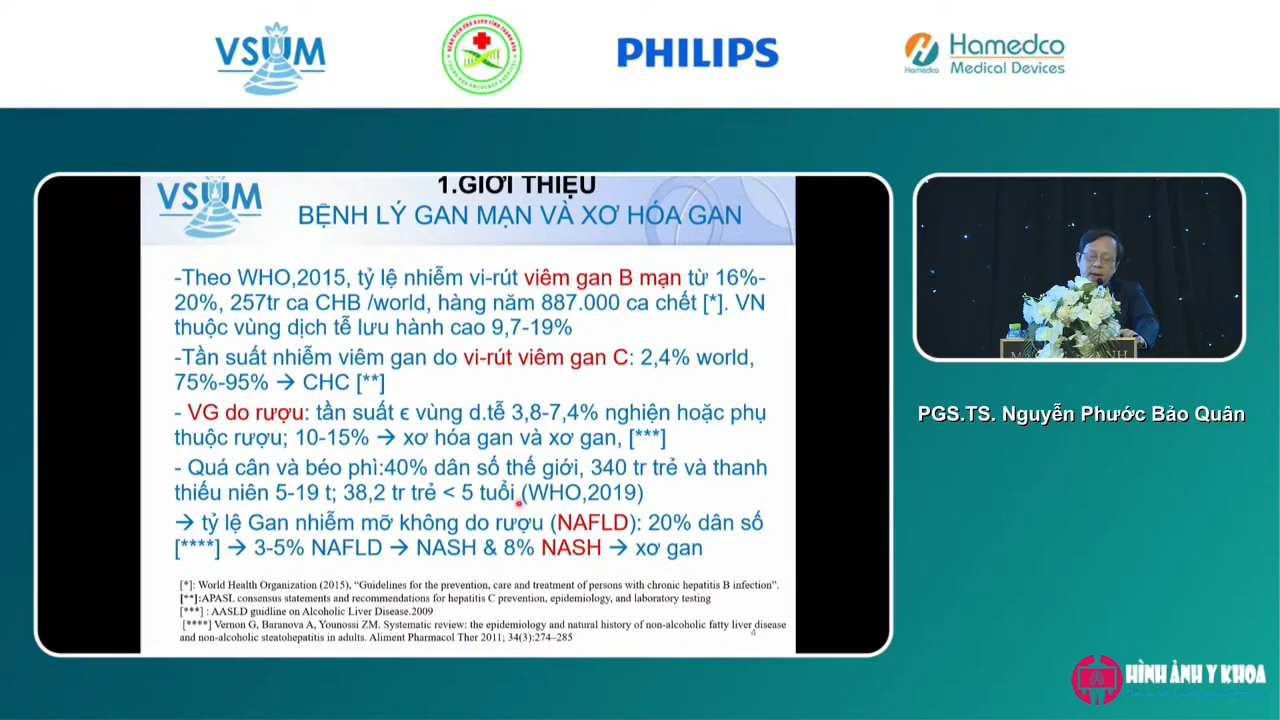 VSUM
PHILIPS
Hamedco
Hamedco
Medical Devices
VSUM
1.GIỚI THIỆU
BỆNH LÝ GAN MẠN VÀ XƠ HÓA GAN
-Theo WHO,2015, tỷ lệ nhiễm vi-rút viêm gan B mạn từ 16%-
20%, 257tr ca CHB /world, hàng năm 887.000 ca chết [*]. VN
thuộc vùng dịch tễ lưu hành cao 9,7-19%
-Tần suất nhiễm viêm gan do vi-rút viêm gan C: 2,4% world,
75%-95% → CHC [**]
- VG do rượu: tần suất ϵ vùng d.tễ 3,8-7,4% nghiện hoặc phụ
thuộc rượu; 10-15% → xơ hóa gan và xơ gan, [***]
- Quá cân và béo phì:40% dân số thế giới, 340 tr trẻ và thanh
thiếu niên 5-19 t; 38,2 tr trẻ < 5 tuổi (WHO,2019)
→ tỷ lệ Gan nhiễm mỡ không do rượu (NAFLD): 20% dân số
[****] → 3-5% NAFLD → NASH & 8% NASH → xơ gan
[*]: World Health Organization (2015), “Guidelines for the prevention, care and treatment of persons with chronic hepatitis B infection”.
[**]:APASL consensus statements and recommendations for hepatitis C prevention, epidemiology, and laboratory testing
[***] : AASLD guidline on Alcoholic Liver Disease.2009
[****] Vernon G, Baranova A, Younossi ZM. Systematic review: the epidemiology and natural history of non-alcoholic fatty liver disease
and non-alcoholic steatohepatitis in adults. Aliment Pharmacol Ther 2011; 34(3):274–285
4
PGS.TS. Nguyễn Phước Bảo Quân
HÌNH ẢNH Y KHOA